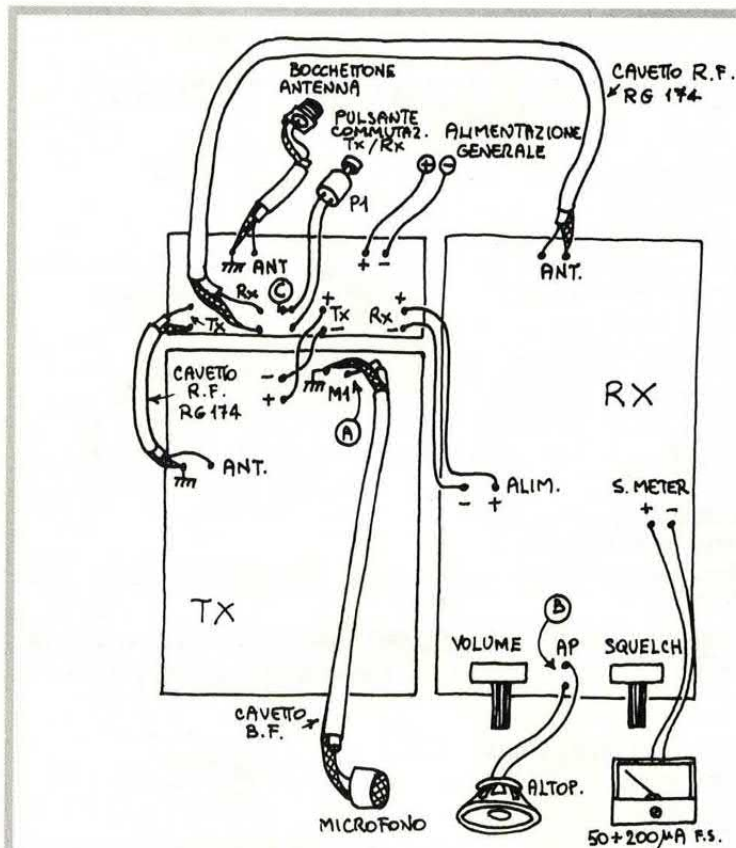 BOCCHETTONE
ANTENNA
PULSANTE
COMMUTAZ.
Tx/Rx
P1
ALIMENTAZIONE
GENERALE
+ -
CAVETTO R.F.
RG 174
ANT
+ -
ANT.
Rx
C
+
Tx
-
Rx
+
-
Tx
CAVETTO
R.F.
RG 174
-
+
M1
A
RX
ANT.
ALIM.
- +
S. METER
+ -
TX
B
VOLUME
AP
SQUELCH
CAVETTO
B.F.
MICROFONO
ALTOP.
50÷200µA F.S.